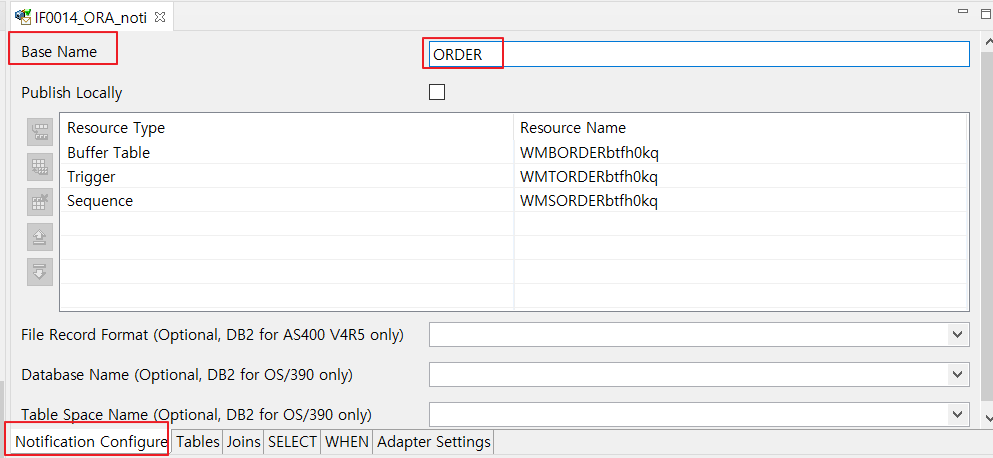 IF0014_ORA_noti
Base Name ORDER
Publish Locally
Resource Type Resource Name
Buffer Table WMBORDERbtfh0kq
Trigger WMTORDERbtfh0kq
Sequence WMSORDERbtfh0kq
File Record Format (Optional, DB2 for AS400 V4R5 only)
Database Name (Optional, DB2 for OS/390 only)
Table Space Name (Optional, DB2 for OS/390 only)
Notification Configure Tables Joins SELECT WHEN Adapter Settings